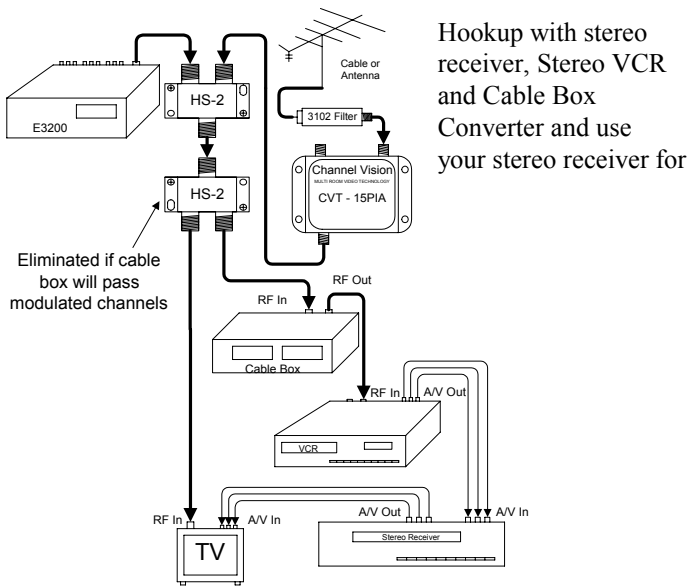 Hookup with stereo
receiver, Stereo VCR
and Cable Box
Converter and use
your stereo receiver for
Cable or
Antenna
HS-2
3102 Filter
E3200
Channel Vision
MULTI ROOM VIDEO TECHNOLOGY
CVT - 15PIA
HS-2
Eliminated if cable
box will pass
modulated channels
RF Out
RF In
Cable Box
RF In
A/V Out
VCR
A/V Out
A/V In
RF In
A/V In
Stereo Receiver
TV